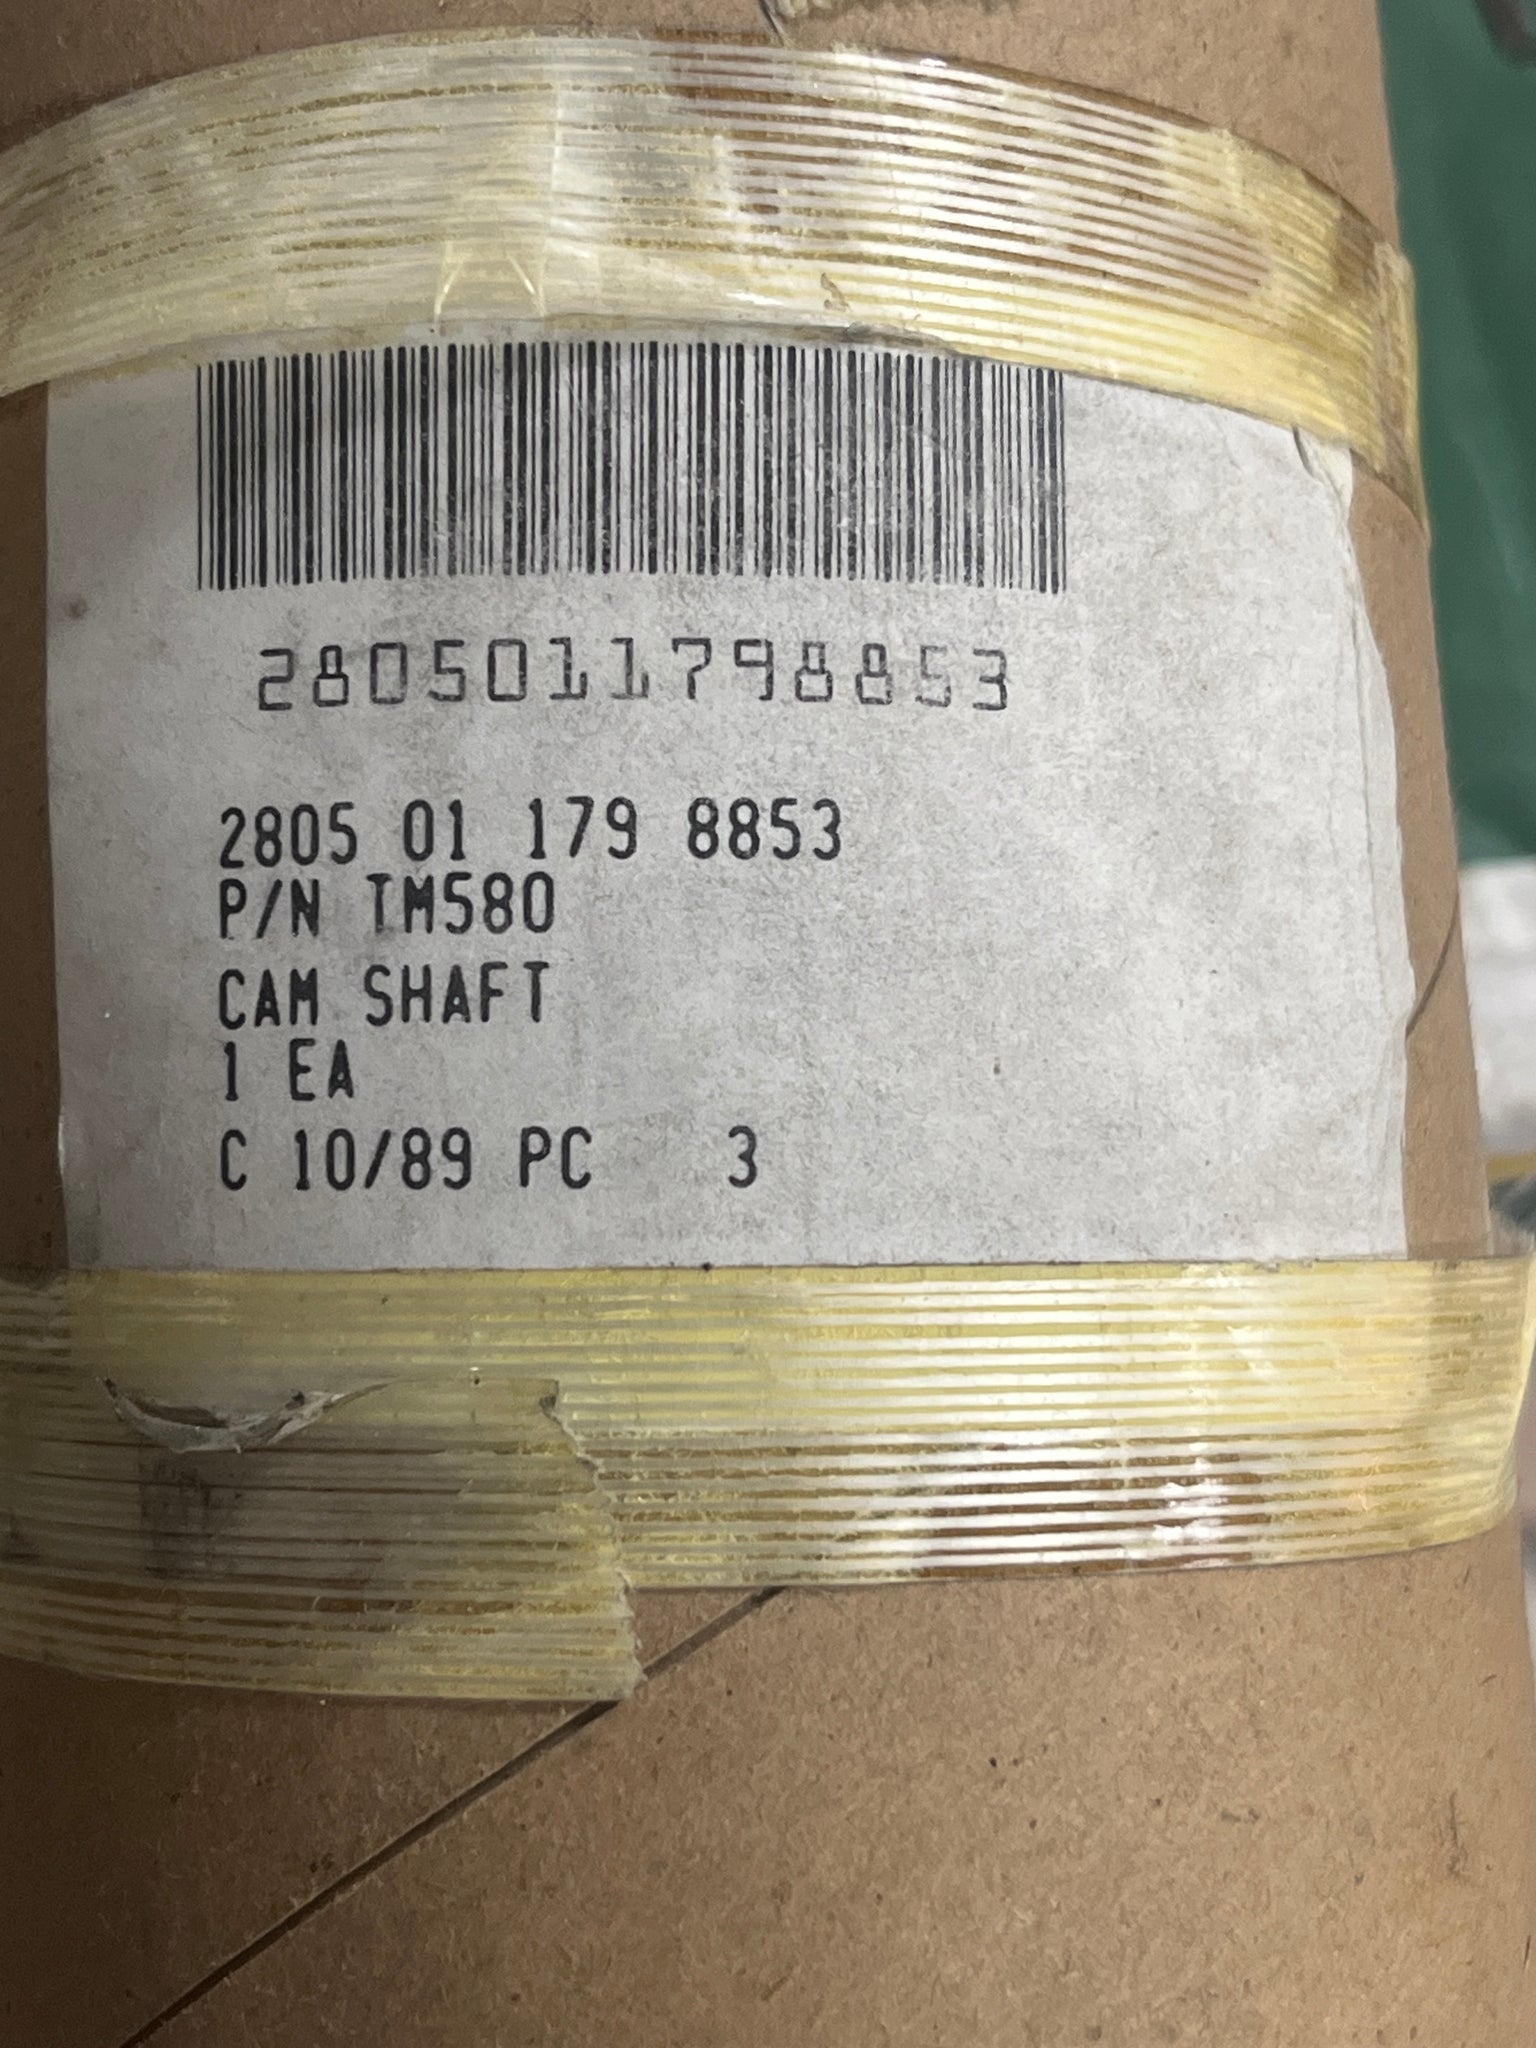 2805011798853
2805 01 179 8853
P/N TM580
CAM SHAFT
1 EA
C 10/89 PC 3